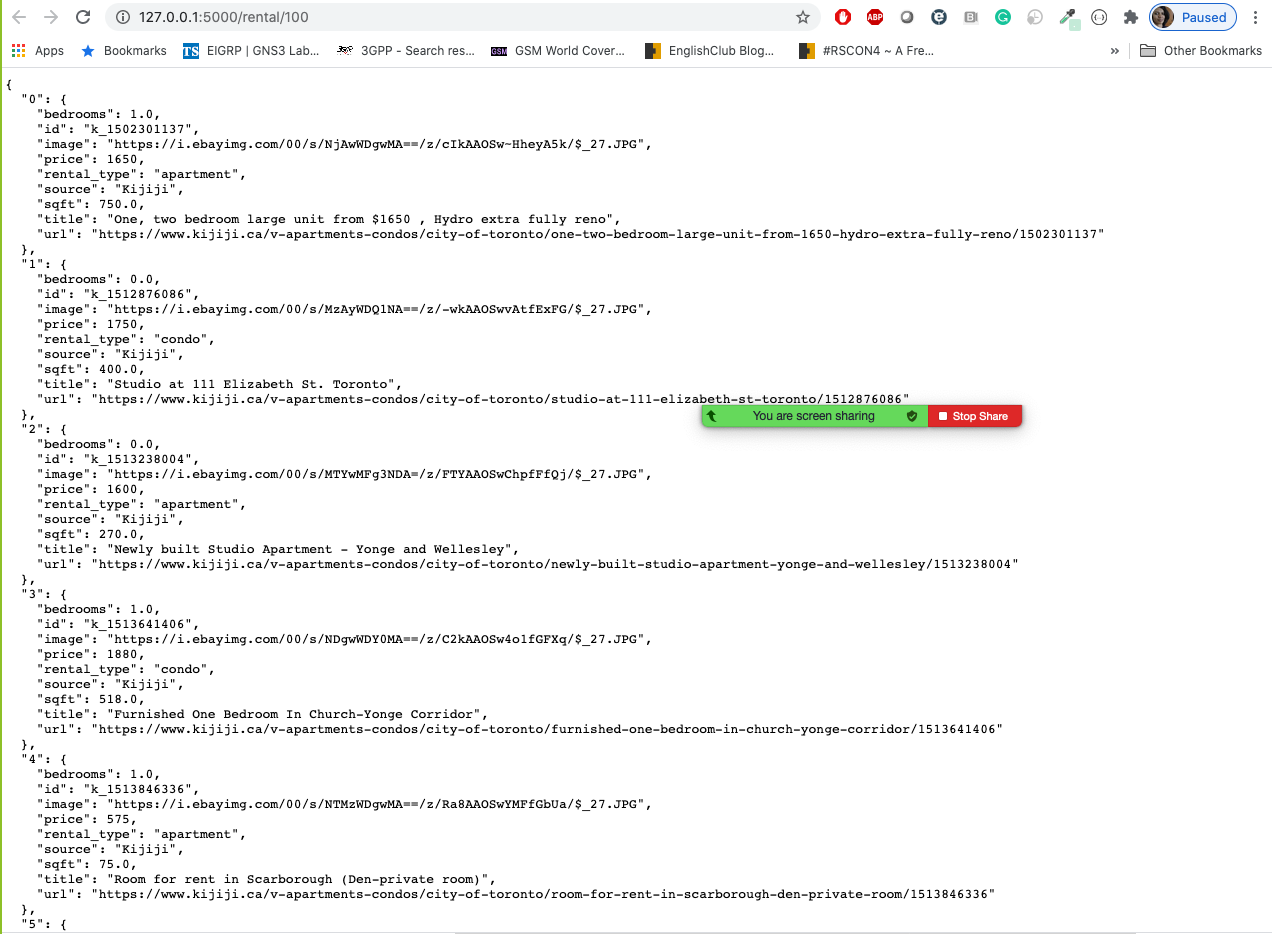 127.0.0.1:5000/rental/100
ABP
Paused
Apps
Bookmarks
TS
EIGRP | GNS3 Lab...
3GPP - Search res...
GSM
GSM World Cover...
EnglishClub Blog...
#RSCON4 ~ A Fre...
»
Other Bookmarks
{
"0": {
"bedrooms": 1.0,
"id": "k_1502301137",
"image": "https://i.ebayimg.com/00/s/NjAwWDgwMA==/z/cIkAAOSw~HheyA5k/$_27.JPG",
"price": 1650,
"rental_type": "apartment",
"source": "Kijiji",
"sqft": 750.0,
"title": "One, two bedroom large unit from $1650 , Hydro extra fully reno",
"url": "https://www.kijiji.ca/v-apartments-condos/city-of-toronto/one-two-bedroom-large-unit-from-1650-hydro-extra-fully-reno/1502301137"
},
"1": {
"bedrooms": 0.0,
"id": "k_1512876086",
"image": "https://i.ebayimg.com/00/s/MzAyWDQ1NA==/z/-wkAAOSwvAtfExFG/$_27.JPG",
"price": 1750,
"rental_type": "condo",
"source": "Kijiji",
"sqft": 400.0,
"title": "Studio at 111 Elizabeth St. Toronto",
"url": "https://www.kijiji.ca/v-apartments-condos/city-of-toronto/studio-at-111-elizabeth-st-toronto/1512876086"
},
You are screen sharing
Stop Share
"2": {
"bedrooms": 0.0,
"id": "k_1513238004",
"image": "https://i.ebayimg.com/00/s/MTYwMFg3NDA=/z/FTYAAOSwChpfFfQj/$_27.JPG",
"price": 1600,
"rental_type": "apartment",
"source": "Kijiji",
"sqft": 270.0,
"title": "Newly built Studio Apartment - Yonge and Wellesley",
"url": "https://www.kijiji.ca/v-apartments-condos/city-of-toronto/newly-built-studio-apartment-yonge-and-wellesley/1513238004"
},
"3": {
"bedrooms": 1.0,
"id": "k_1513641406",
"image": "https://i.ebayimg.com/00/s/NDgwWDY0MA==/z/C2kAAOSw4o1fGFXq/$_27.JPG",
"price": 1880,
"rental_type": "condo",
"source": "Kijiji",
"sqft": 518.0,
"title": "Furnished One Bedroom In Church-Yonge Corridor",
"url": "https://www.kijiji.ca/v-apartments-condos/city-of-toronto/furnished-one-bedroom-in-church-yonge-corridor/1513641406"
},
"4": {
"bedrooms": 1.0,
"id": "k_1513846336",
"image": "https://i.ebayimg.com/00/s/NTMzWDgwMA==/z/Ra8AAOSwYMFfGbUa/$_27.JPG",
"price": 575,
"rental_type": "apartment",
"source": "Kijiji",
"sqft": 75.0,
"title": "Room for rent in Scarborough (Den-private room)",
"url": "https://www.kijiji.ca/v-apartments-condos/city-of-toronto/room-for-rent-in-scarborough-den-private-room/1513846336"
},
"5": {